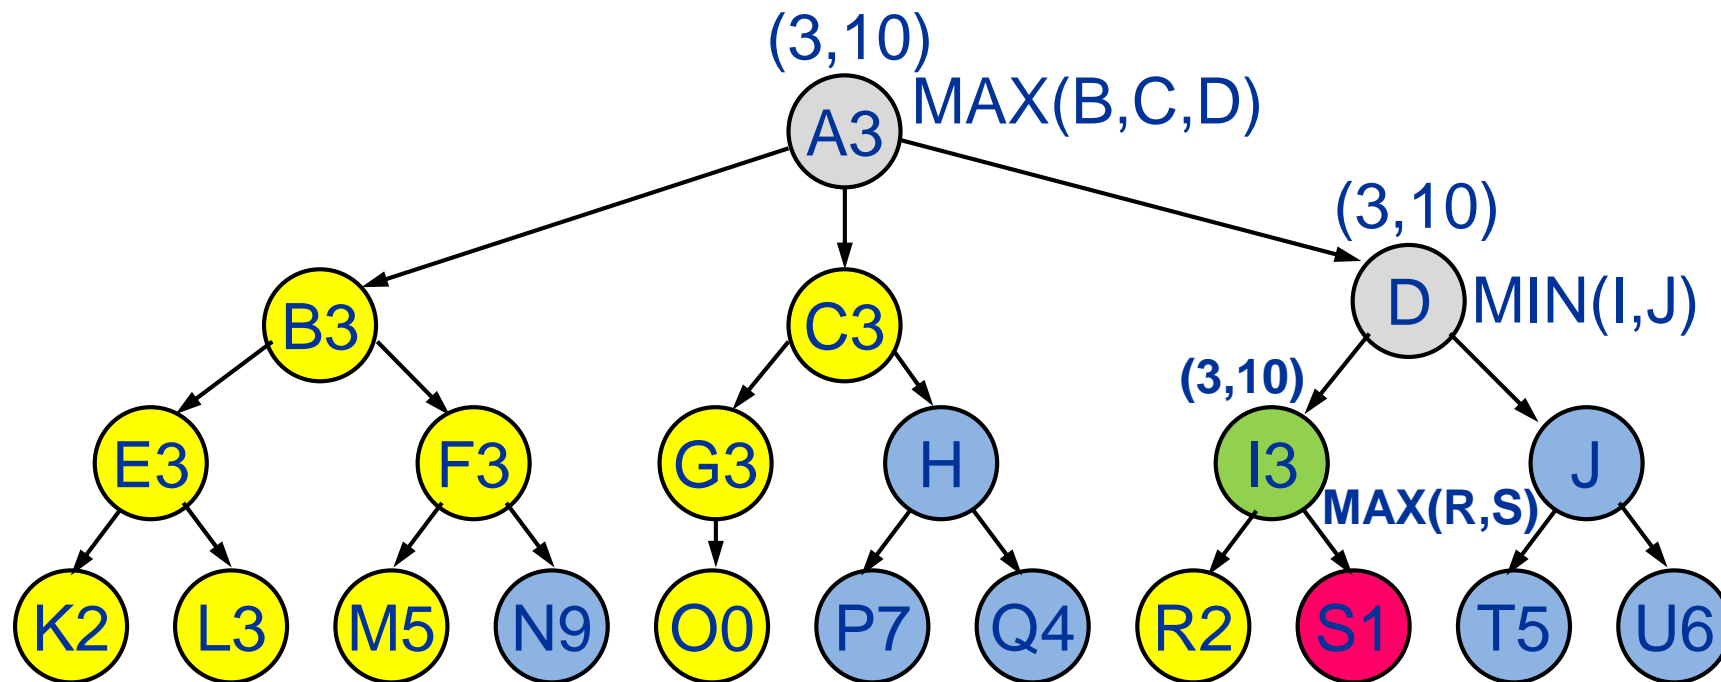 (3,10)
A3 MAX(B,C,D)
(3,10)
B3 C3 D MIN(I,J)
(3,10)
E3 F3 G3 H I3 J
MAX(R,S)
K2 L3 M5 N9 O0 P7 Q4 R2 S1 T5 U6